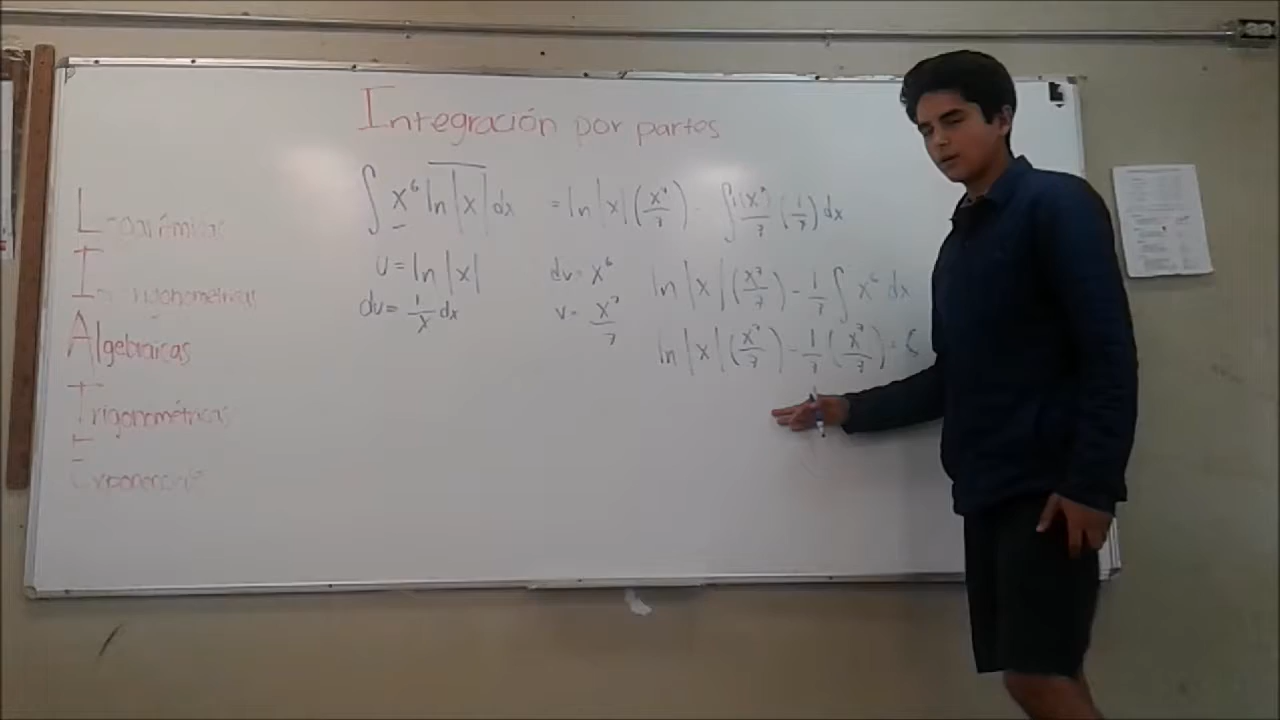 Integración por partes
∫ x⁶ ln|x| dx = ln|x| (x⁷/7) - ∫ (x⁷)/7 (1/x) dx
u = ln|x|
du = 1/x dx
dv = x⁶
v = x⁷/7
ln|x| (x⁷/7) - 1/7 ∫ x⁶ dx
ln|x| (x⁷/7) - 1/7 (x⁷/7)
L
I
Algebraicas
Trigonométricas